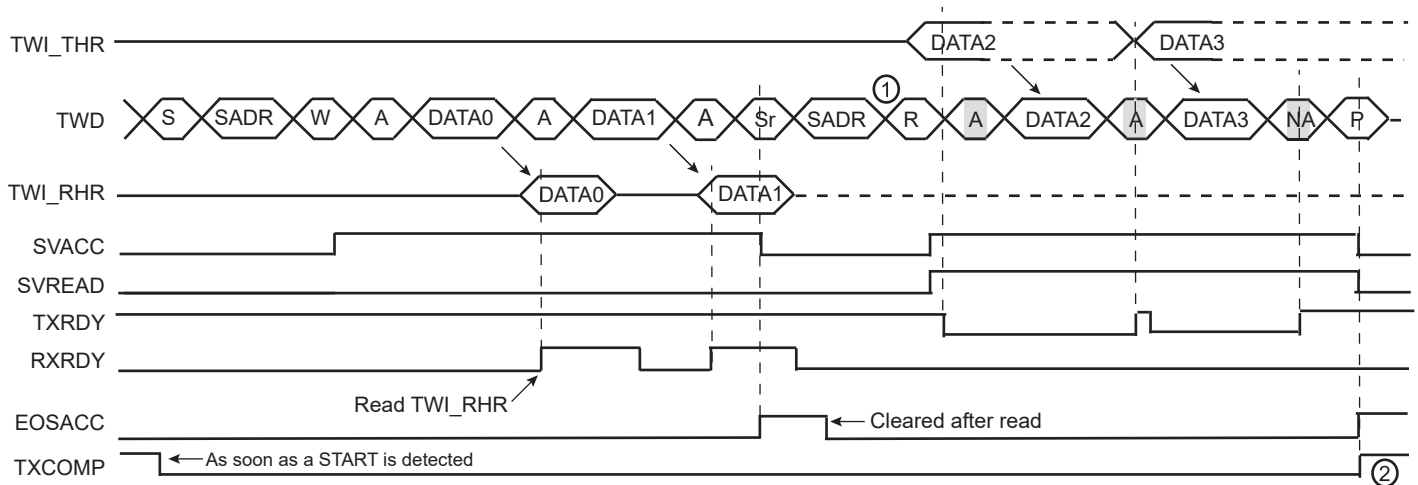 TWI_THR DATA2 DATA3
①
TWD S SADR W A DATA0 A DATA1 A Sr SADR R A DATA2 A DATA3 NA P
TWI_RHR DATA0 DATA1
SVACC
SVREAD
TXRDY
RXRDY
Read TWI_RHR
EOSACC Cleared after read
TXCOMP As soon as a START is detected ②